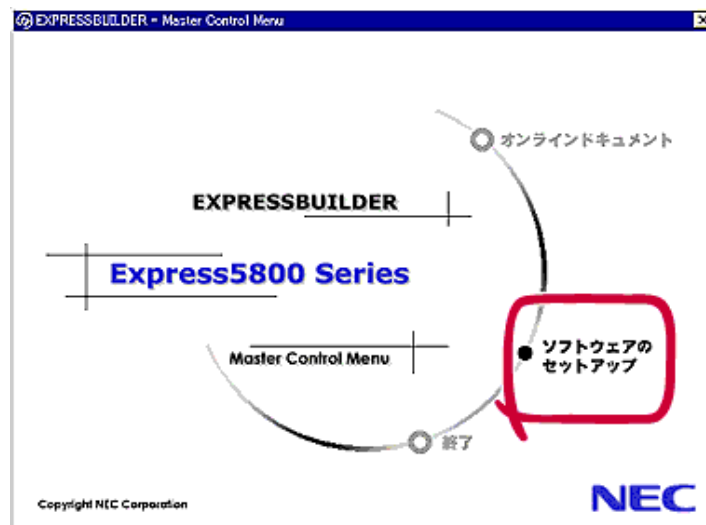 EXPRESSBUILDER - Master Control Menu
オンラインドキュメント
EXPRESSBUILDER
Express5800 Series
ソフトウェアの
セットアップ
Master Control Menu
終了
Copyright NEC Corporation
NEC